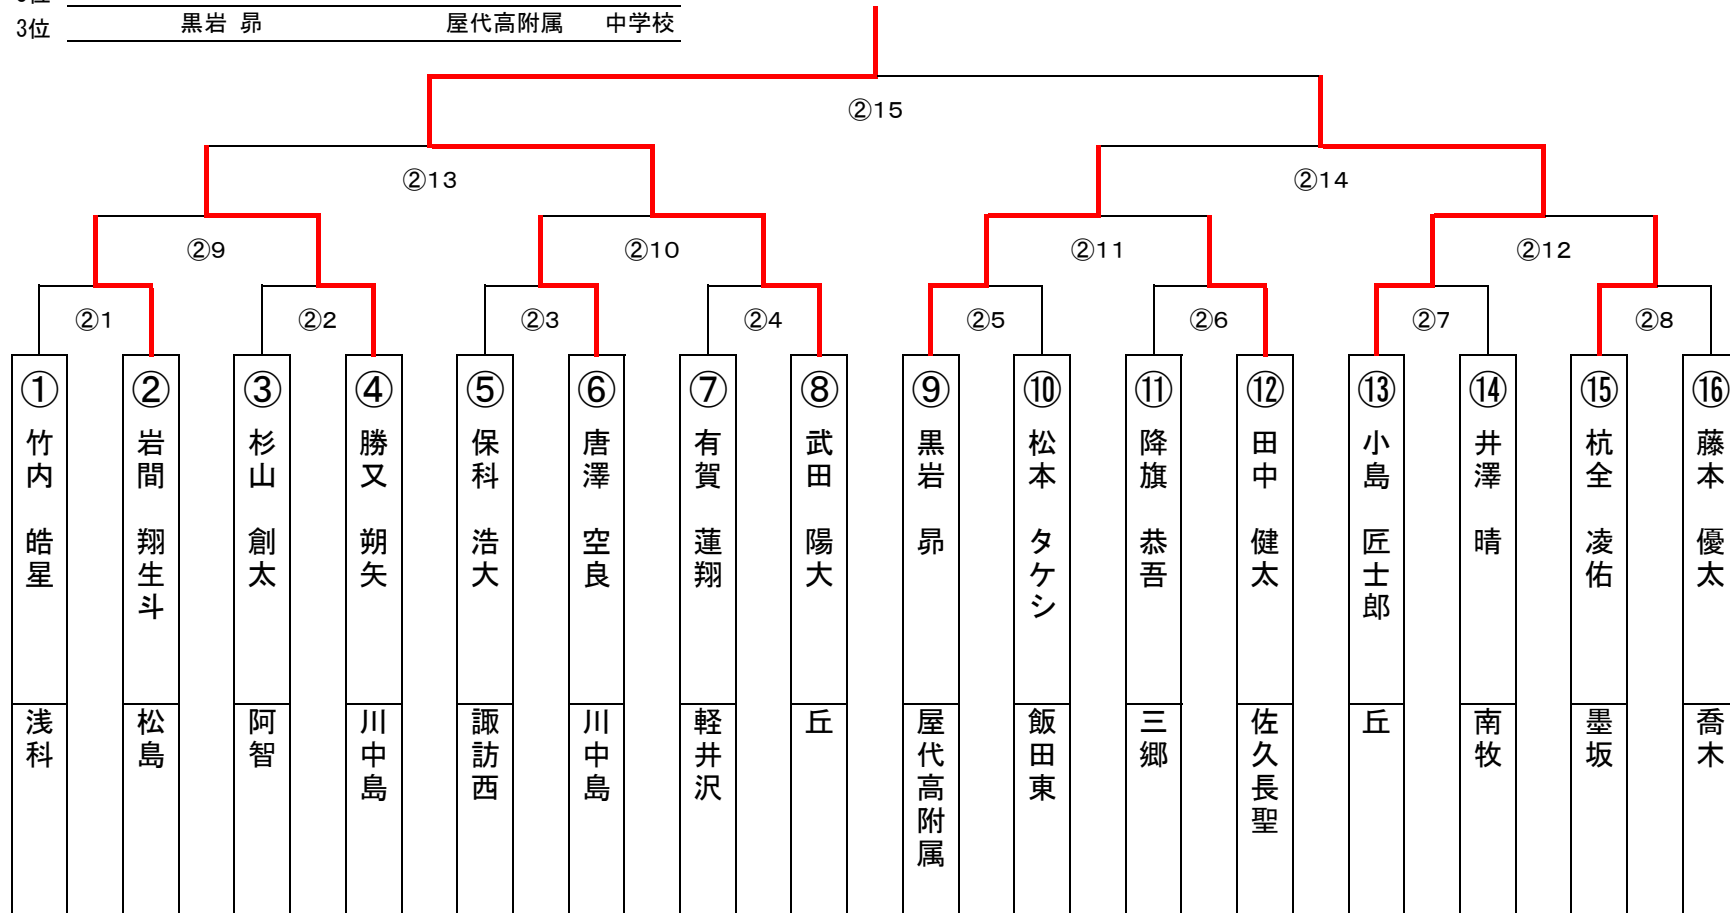 3位 黒岩 昴 屋代高附属 中学校
②15
②13 ②14
②9 ②10 ②11 ②12
②1 ②2 ②3 ②4 ②5 ②6 ②7 ②8
① 竹内 皓星 浅科
② 岩間 翔生斗 松島
③ 杉山 創太 阿智
④ 勝又 朔矢 川中島
⑤ 保科 浩大 諏訪西
⑥ 唐澤 空良 川中島
⑦ 有賀 蓮翔 軽井沢
⑧ 武田 陽大 丘
⑨ 黒岩 昴 屋代高附属
⑩ 松本 タケシ 飯田東
⑪ 降旗 恭吾 三郷
⑫ 田中 健太 佐久長聖
⑬ 小島 匠士郎 丘
⑭ 井澤 晴 南牧
⑮ 杭全 凌佑 墨坂
⑯ 藤本 優太 喬木